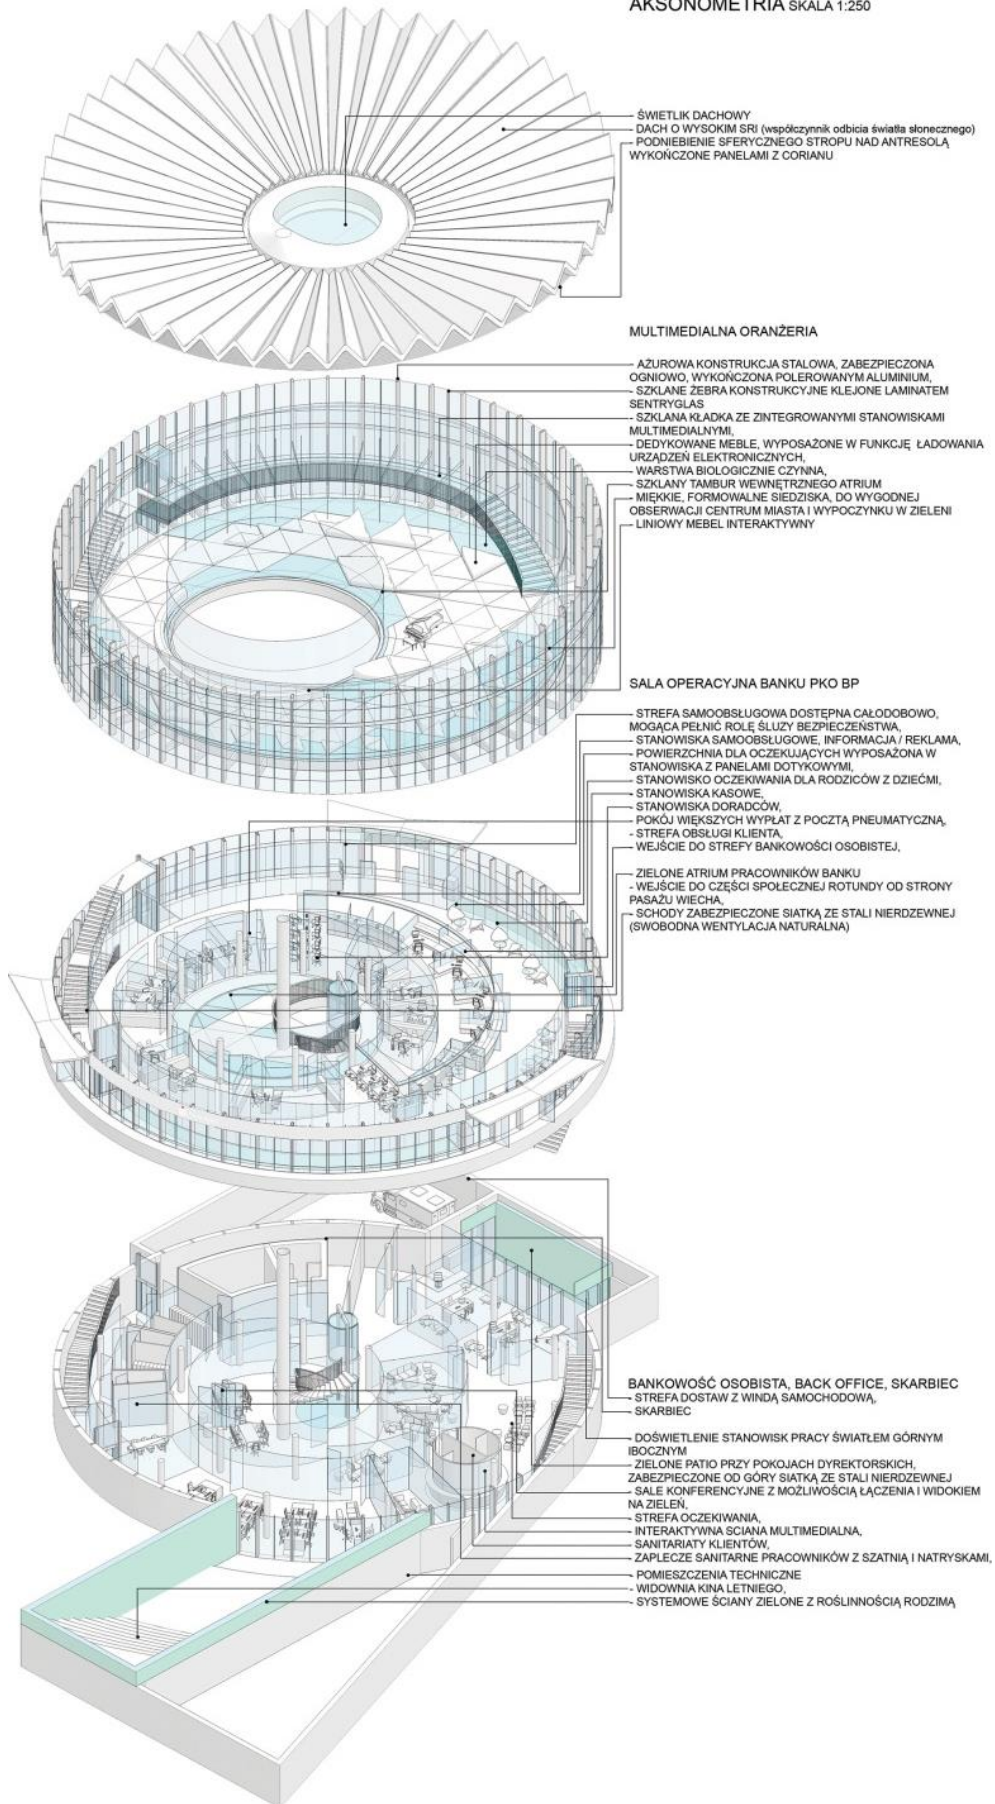 AKSONOMETRIA SKALA 1:250
- ŚWIETLIK DACHOWY
- DACH O WYSOKIM SRI (współczynnik odbicia światła słonecznego)
- PODNIEBIENIE SFERYCZNEGO STROPU NAD ANTRESOLĄ
WYKOŃCZONE PANELAMI Z CORIANU
MULTIMEDIALNA ORANŻERIA
- AŻUROWA KONSTRUKCJA STALOWA, ZABEZPIECZONA
OGNIOWO, WYKOŃCZONA POLEROWANYM ALUMINIUM,
- SZKLANE ŻEBRA KONSTRUKCYJNE KLEJONE LAMINATEM
SENTRYGLAS
- SZKLANA KŁADKA ZE ZINTEGROWANYMI STANOWISKAMI
MULTIMEDIALNYMI,
- DEDYKOWANE MEBLE, WYPOSAŻONE W FUNKCJĘ ŁADOWANIA
URZĄDZEŃ ELEKTRONICZNYCH,
- WARSTWA BIOLOGICZNIE CZYNNA,
- SZKLANY TAMBUR WEWNĘTRZNEGO ATRIUM
- MIĘKKIE, FORMOWALNE SIEDZISKA, DO WYGODNEJ
OBSERWACJI CENTRUM MIASTA I WYPOCZYNKU W ZIELENI
- LINIOWY MEBEL INTERAKTYWNY
SALA OPERACYJNA BANKU PKO BP
- STREFA SAMOOBSŁUGOWA DOSTĘPNA CAŁODOBOWO,
MOGĄCA PEŁNIĆ ROLĘ ŚLUZY BEZPIECZEŃSTWA,
- STANOWISKA SAMOOBSŁUGOWE, INFORMACJA / REKLAMA,
- POWIERZCHNIA DLA OCZEKUJĄCYCH WYPOSAŻONA W
STANOWISKA Z PANELAMI DOTYKOWYMI,
- STANOWISKO OCZEKIWANIA DLA RODZICÓW Z DZIEĆMI,
- STANOWISKA KASOWE,
- STANOWISKA DORADCÓW,
- POKÓJ WIĘKSZYCH WYPŁAT Z POCZTĄ PNEUMATYCZNĄ,
- STREFA OBSŁUGI KLIENTA,
- WEJŚCIE DO STREFY BANKOWOŚCI OSOBISTEJ,
- ZIELONE ATRIUM PRACOWNIKÓW BANKU
- WEJŚCIE DO CZĘŚCI SPOŁECZNEJ ROTUNDY OD STRONY
PASAŻU WIECHA,
- SCHODY ZABEZPIECZONE SIATKĄ ZE STALI NIERDZEWNEJ
(SWOBODNA WENTYLACJA NATURALNA)
BANKOWOŚĆ OSOBISTA, BACK OFFICE, SKARBIEC
- STREFA DOSTAW Z WINDĄ SAMOCHODOWĄ,
- SKARBIEC
- DOŚWIETLENIE STANOWISK PRACY ŚWIATŁEM GÓRNYM
IBOCZNYM
- ZIELONE PATIO PRZY POKOJACH DYREKTORSKICH,
ZABEZPIECZONE OD GÓRY SIATKĄ ZE STALI NIERDZEWNEJ
- SALE KONFERENCYJNE Z MOŻLIWOŚCIĄ ŁĄCZENIA I WIDOKIEM
NA ZIELEŃ,
- STREFA OCZEKIWANIA,
- INTERAKTYWNA SCIANA MULTIMEDIALNA,
- SANITARIATY KLIENTÓW,
- ZAPLECZE SANITARNE PRACOWNIKÓW Z SZATNIĄ I NATRYSKAMI,
- POMIESZCZENIA TECHNICZNE
- WIDOWNIA KINA LETNIEGO,
- SYSTEMOWE ŚCIANY ZIELONE Z ROŚLINNOŚCIĄ RODZIMĄ